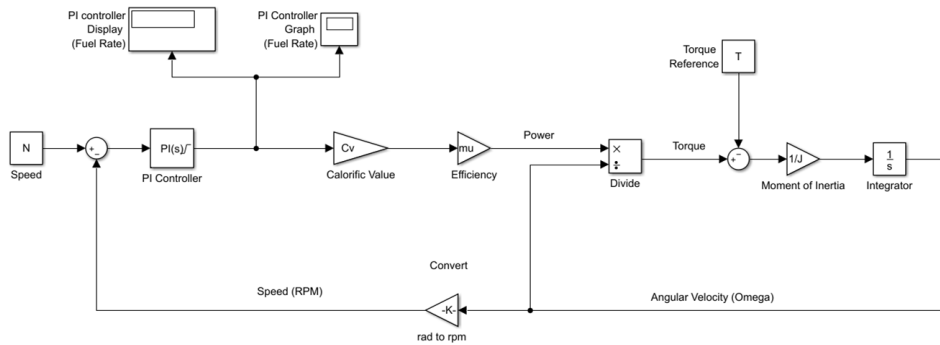 PI controller
Display
(Fuel Rate)
PI Controller
Graph
(Fuel Rate)
Torque
Reference
T
N
+
−
PI(s)
Cv
mu
Power
×
÷
Torque
+
−
1/J
1
s
Speed
PI Controller
Calorific Value
Efficiency
Divide
Moment of Inertia
Integrator
Convert
Speed (RPM)
Angular Velocity (Omega)
-K-
rad to rpm